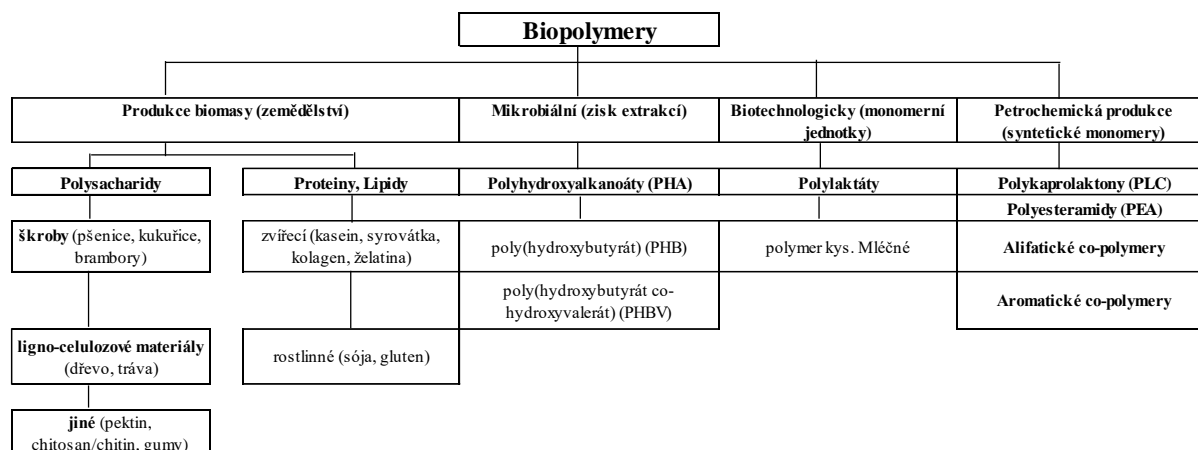 Biopolymery
Produkce biomasy (zemědělství)
Mikrobiální (zisk extrakcí)
Biotechnologicky (monomerní
jednotky)
Petrochemická produkce
(syntetické monomery)
Polysacharidy
Proteiny, Lipidy
Polyhydroxyalkanoáty (PHA)
Polylaktáty
Polykaprolaktony (PLC)
Polyesteramidy (PEA)
škroby (pšenice, kukuřice,
brambory)
zvířecí (kasein, syrovátka,
kolagen, želatina)
poly(hydroxybutyrát) (PHB)
polymer kys. Mléčné
Alifatické co-polymery
poly(hydroxybutyrát co-
hydroxyvalerát) (PHBV)
Aromatické co-polymery
ligno-celulozové materiály
(dřevo, tráva)
rostlinné (sója, gluten)
jiné (pektin,
chitosan/chitin, gumy)